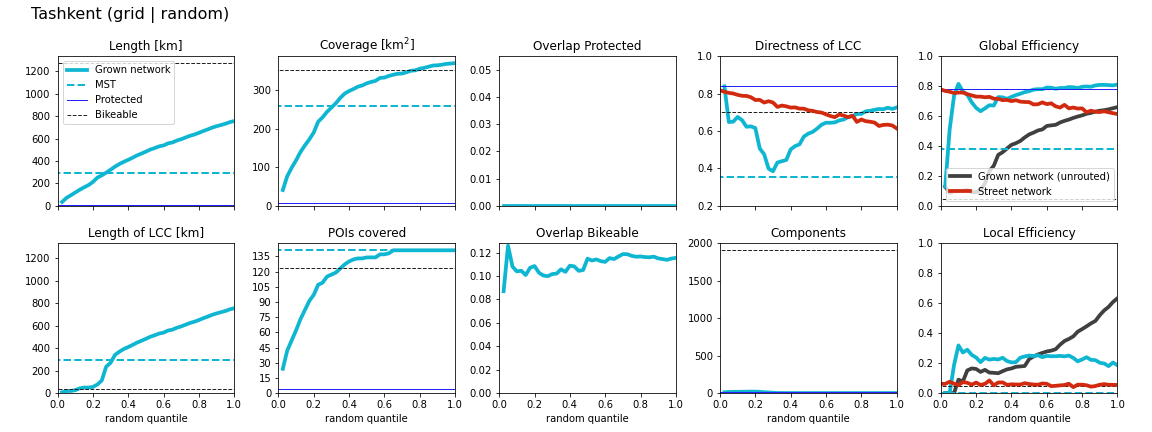 Tashkent (grid | random)
Length [km]
Coverage [km²]
Overlap Protected
Directness of LCC
Global Efficiency
1200
1000
800
600
400
200
0
Grown network
MST
Protected
Bikeable
300
200
100
0
0.05
0.04
0.03
0.02
0.01
0.00
1.0
0.8
0.6
0.4
0.2
1.0
0.8
0.6
0.4
0.2
0.0
Grown network (unrouted)
Street network
Length of LCC [km]
POIs covered
Overlap Bikeable
Components
Local Efficiency
1200
1000
800
600
400
200
0
135
120
105
90
75
60
45
30
15
0
0.12
0.10
0.08
0.06
0.04
0.02
0.00
2000
1500
1000
500
0
1.0
0.8
0.6
0.4
0.2
0.0
0.0 0.2 0.4 0.6 0.8 1.0
0.0 0.2 0.4 0.6 0.8 1.0
0.0 0.2 0.4 0.6 0.8 1.0
0.0 0.2 0.4 0.6 0.8 1.0
0.0 0.2 0.4 0.6 0.8 1.0
random quantile
random quantile
random quantile
random quantile
random quantile